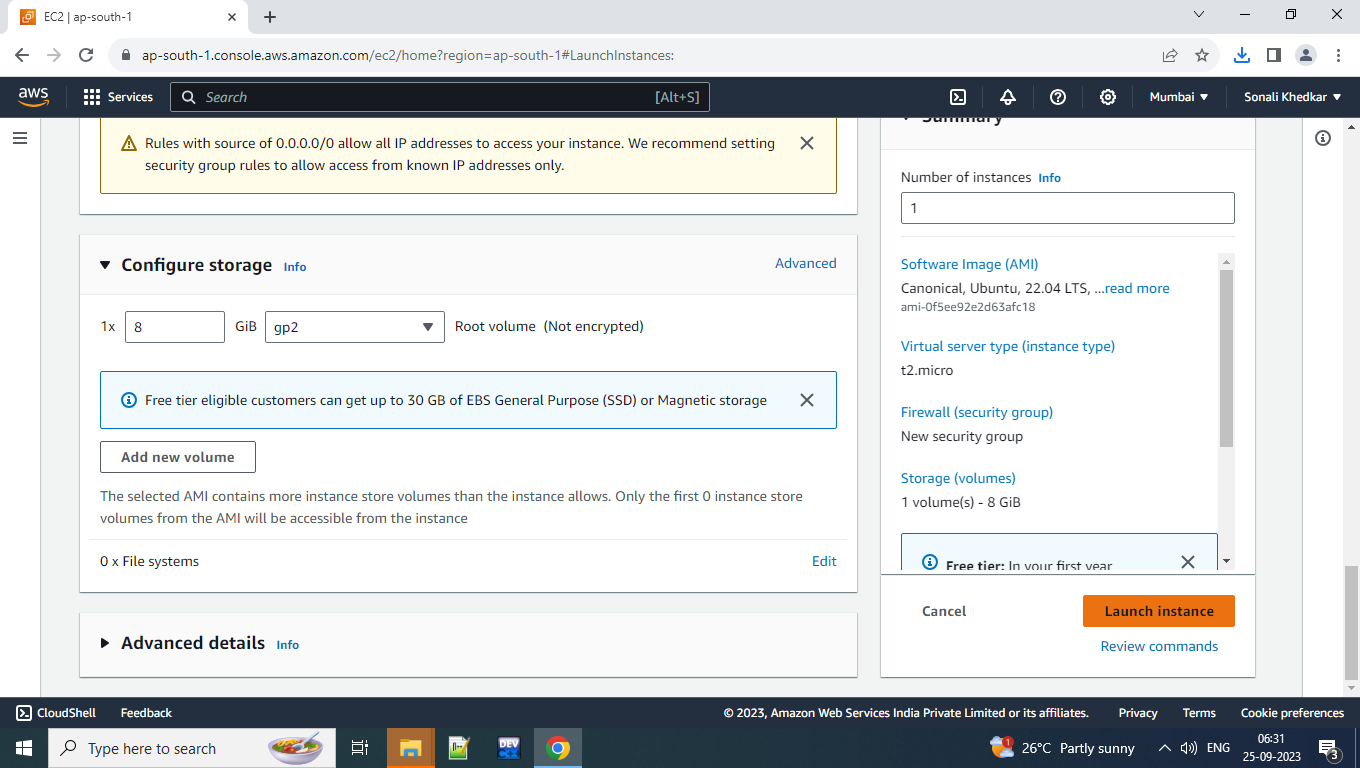 EC2 | ap-south-1
ap-south-1.console.aws.amazon.com/ec2/home?region=ap-south-1#LaunchInstances:
aws
Services
Search
[Alt+S]
Mumbai
Sonali Khedkar
Rules with source of 0.0.0.0/0 allow all IP addresses to access your instance. We recommend setting
security group rules to allow access from known IP addresses only.
Configure storage Info
Advanced
1x 8 GiB gp2 Root volume (Not encrypted)
Free tier eligible customers can get up to 30 GB of EBS General Purpose (SSD) or Magnetic storage
Add new volume
The selected AMI contains more instance store volumes than the instance allows. Only the first 0 instance store
volumes from the AMI will be accessible from the instance
0 x File systems
Edit
Advanced details Info
Summary
Number of instances Info
1
Software Image (AMI)
Canonical, Ubuntu, 22.04 LTS, ...read more
ami-0f5ee92e2d63afc18
Virtual server type (instance type)
t2.micro
Firewall (security group)
New security group
Storage (volumes)
1 volume(s) - 8 GiB
Free tier: In your first year
Cancel
Launch instance
Review commands
CloudShell
Feedback
© 2023, Amazon Web Services India Private Limited or its affiliates.
Privacy
Terms
Cookie preferences
Type here to search
DEV
1
26°C Partly sunny
ENG
06:31
25-09-2023
3